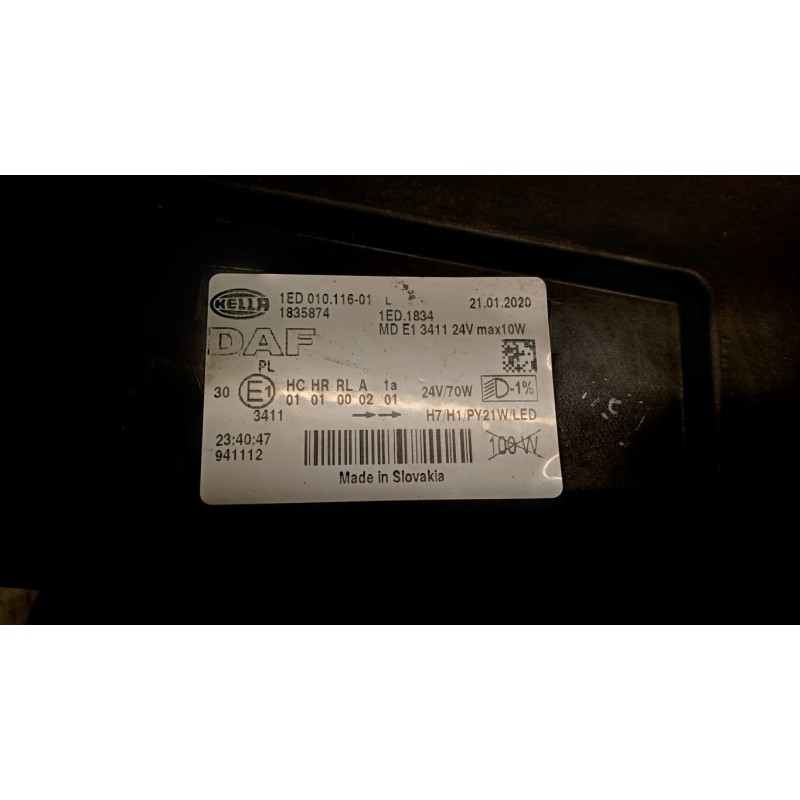 HELLA 1ED 010.116-01 L 21.01.2020
1835874 1ED.1834
DAF MD E1 3411 24V max10W
PL
30 E1 HC HR RL A 1a 24V/70W D-1%
01 01 00 02 01
3411 H7/H1/PY21W/LED
23:40:47 100 W
941112
Made in Slovakia